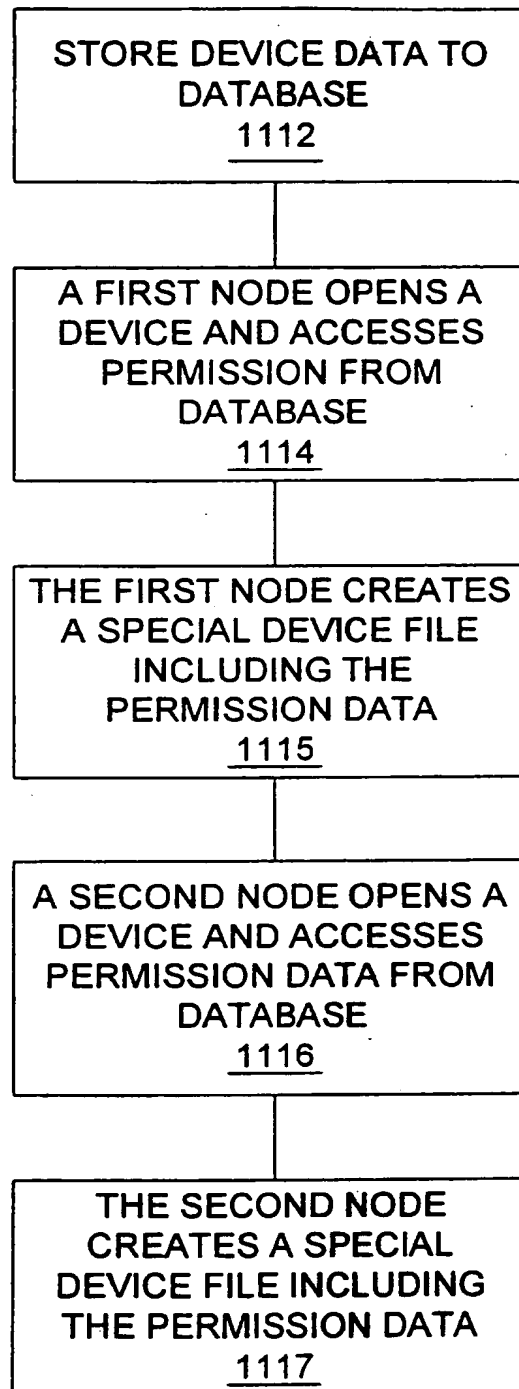 STORE DEVICE DATA TO
DATABASE
1112
A FIRST NODE OPENS A
DEVICE AND ACCESSES
PERMISSION FROM
DATABASE
1114
THE FIRST NODE CREATES
A SPECIAL DEVICE FILE
INCLUDING THE
PERMISSION DATA
1115
A SECOND NODE OPENS A
DEVICE AND ACCESSES
PERMISSION DATA FROM
DATABASE
1116
THE SECOND NODE
CREATES A SPECIAL
DEVICE FILE INCLUDING
THE PERMISSION DATA
1117